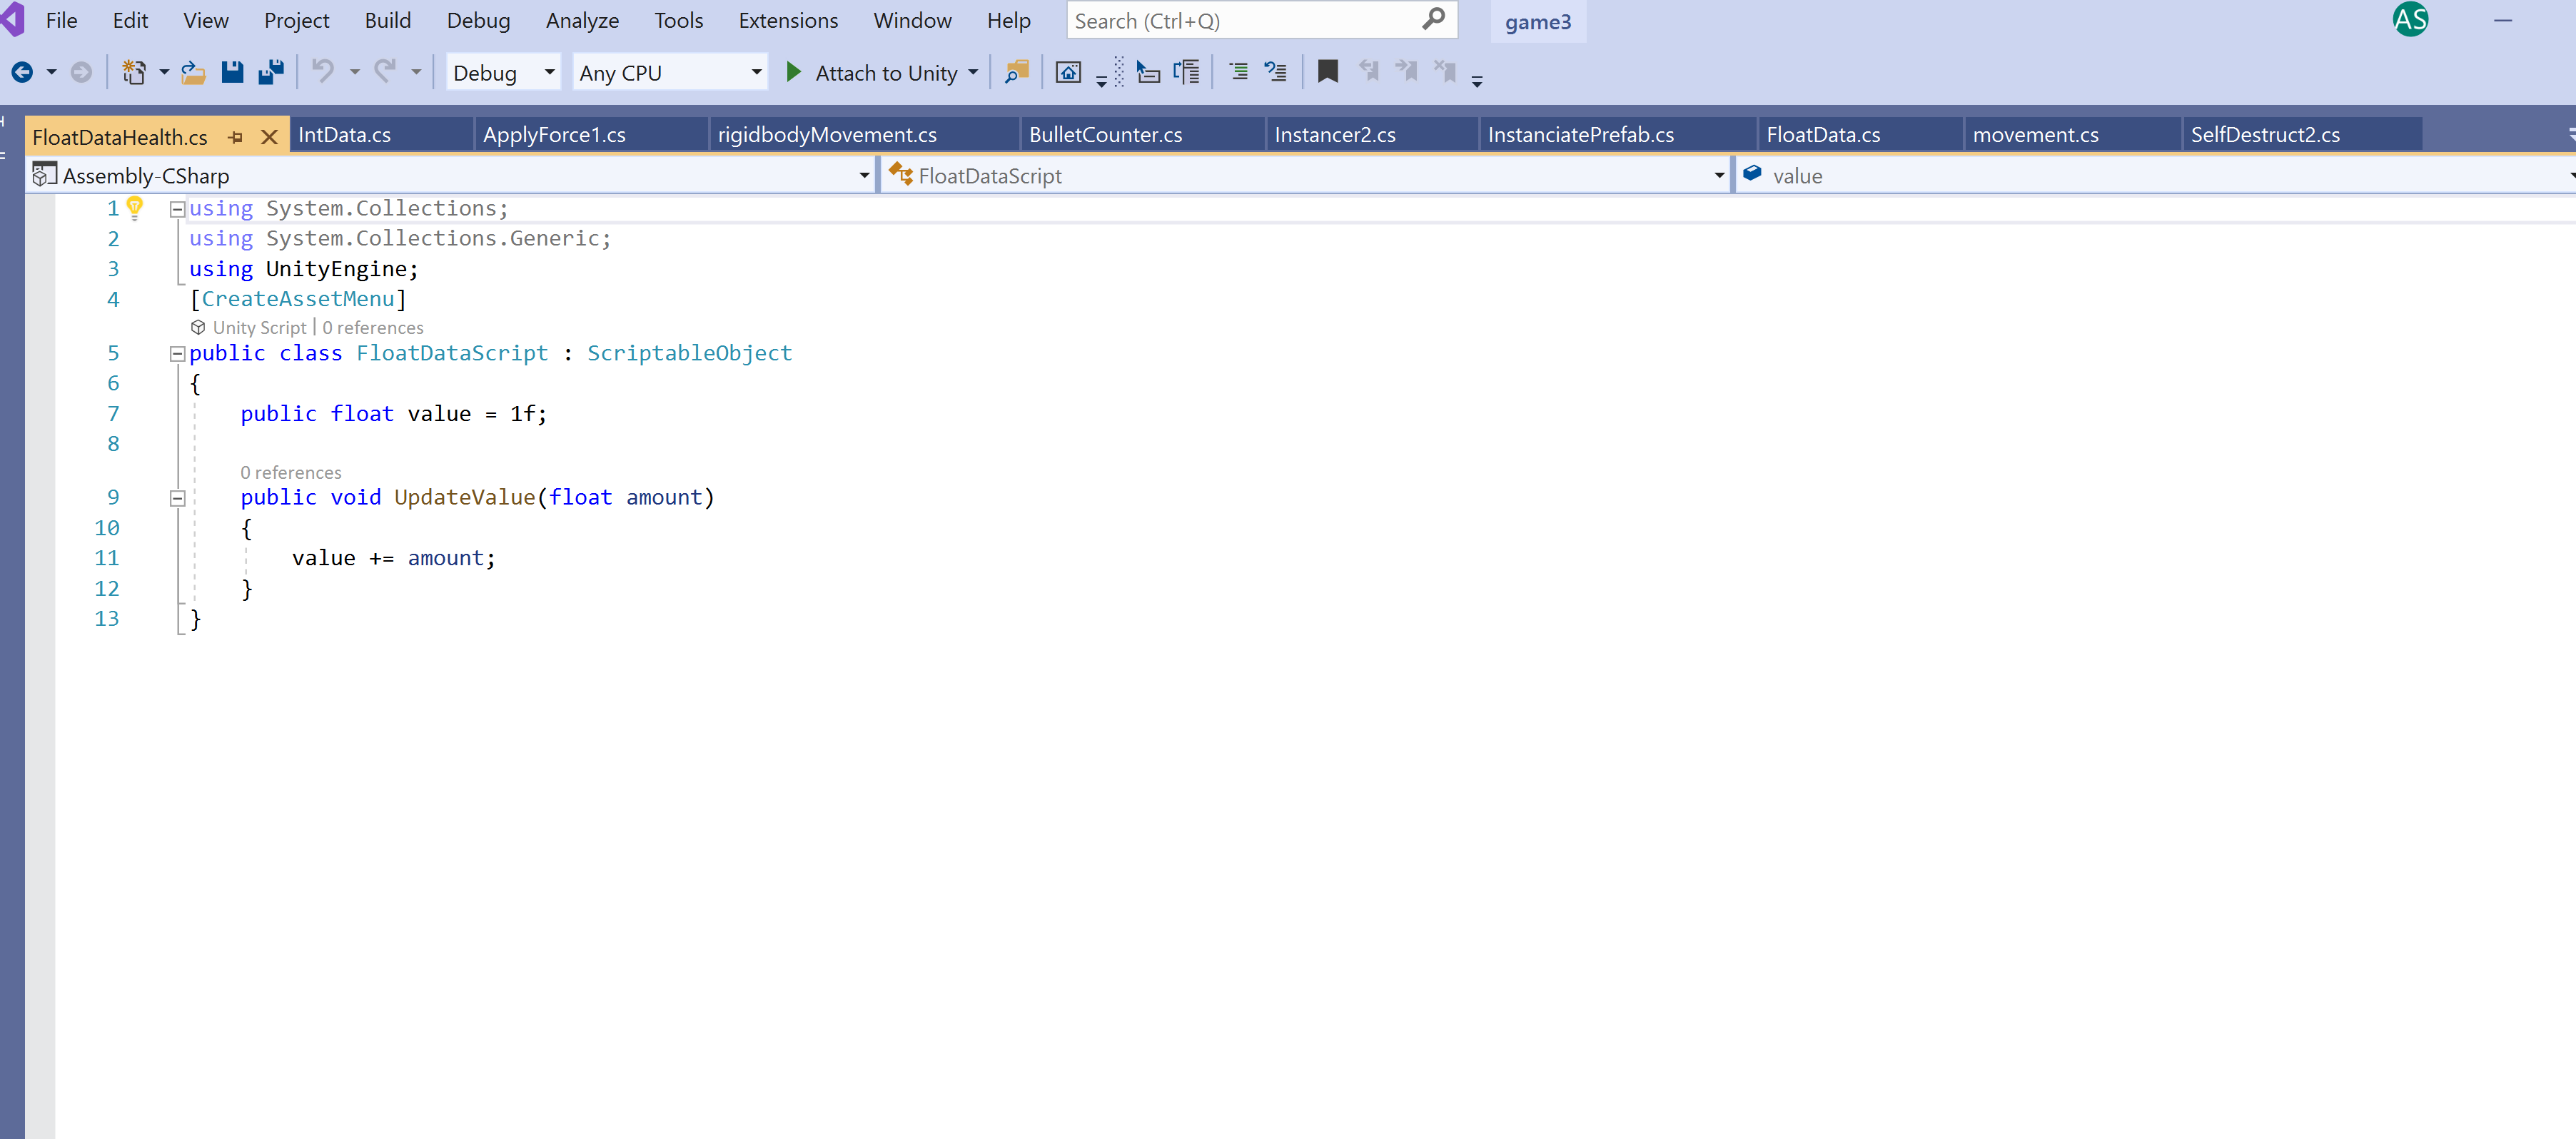 File Edit View Project Build Debug Analyze Tools Extensions Window Help Search (Ctrl+Q) game3 AS
Debug Any CPU Attach to Unity
FloatDataHealth.cs IntData.cs ApplyForce1.cs rigidbodyMovement.cs BulletCounter.cs Instancer2.cs InstanciatePrefab.cs FloatData.cs movement.cs SelfDestruct2.cs
Assembly-CSharp FloatDataScript value
1 using System.Collections;
2 using System.Collections.Generic;
3 using UnityEngine;
4 [CreateAssetMenu]
Unity Script | 0 references
5 public class FloatDataScript : ScriptableObject
6 {
7 public float value = 1f;
8
0 references
9 public void UpdateValue(float amount)
10 {
11 value += amount;
12 }
13 }